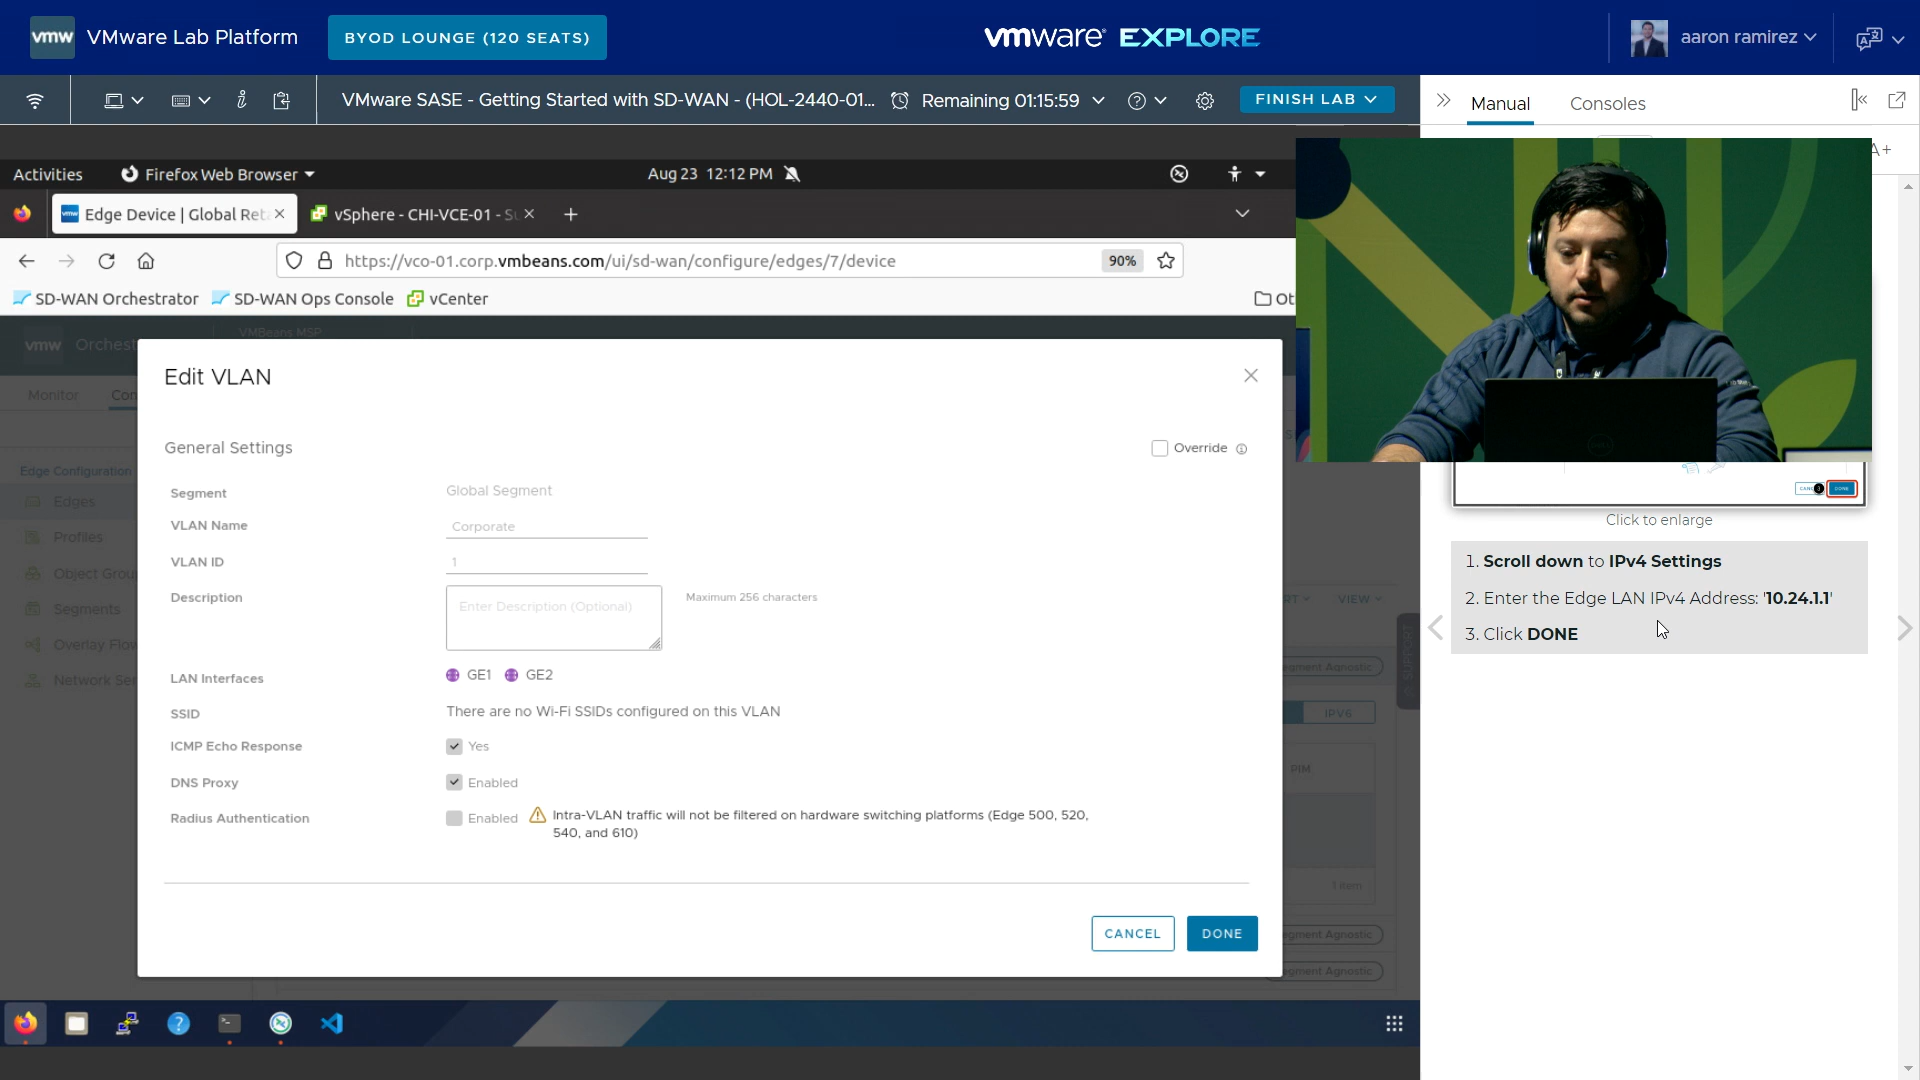 vmw VMware Lab Platform
BYOD LOUNGE (120 SEATS)
vmware® EXPLORE
aaron ramirez
VMware SASE - Getting Started with SD-WAN - (HOL-2440-01...
Remaining 01:15:59
FINISH LAB
Manual
Consoles
A+
Activities
Firefox Web Browser
Aug 23 12:12 PM
Edge Device | Global Reta
vSphere - CHI-VCE-01 - Su
https://vco-01.corp.vmbeans.com/ui/sd-wan/configure/edges/7/device
90%
SD-WAN Orchestrator
SD-WAN Ops Console
vCenter
Ot
VMBeans MSP
vmw Orchest
Monitor
Con
Edit VLAN
General Settings
Override
Edge Configuration
Edges
Profiles
Object Grou
Segments
Overlay Flow
Network Ser
Segment
Global Segment
VLAN Name
Corporate
VLAN ID
1
Description
Enter Description (Optional)
Maximum 256 characters
LAN Interfaces
GE1 GE2
SSID
There are no Wi-Fi SSIDs configured on this VLAN
ICMP Echo Response
Yes
DNS Proxy
Enabled
Radius Authentication
Enabled
Intra-VLAN traffic will not be filtered on hardware switching platforms (Edge 500, 520,
540, and 610)
CANCEL
DONE
VIEW
SUPPORT
gment Agnostic
IPV6
PIM
1 item
gment Agnostic
gment Agnostic
DONE
Click to enlarge
1. Scroll down to IPv4 Settings
2. Enter the Edge LAN IPv4 Address: '10.24.1.1'
3. Click DONE